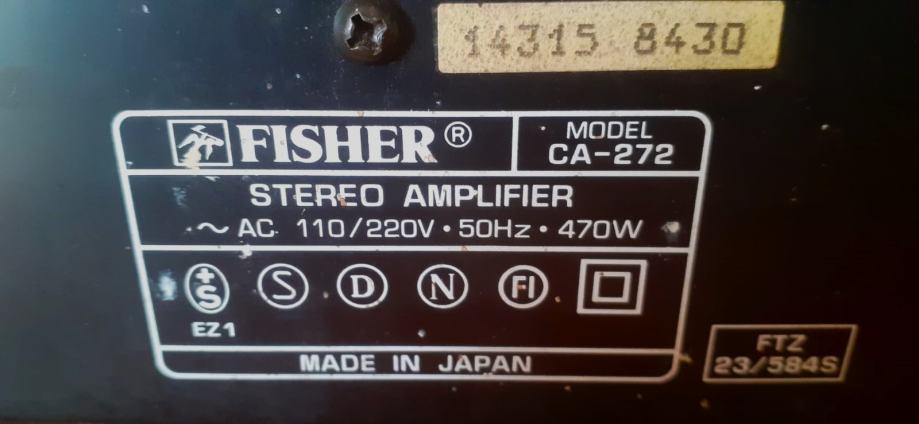 14315 8430
FISHER®
MODEL
CA-272
STEREO AMPLIFIER
~ AC 110/220V • 50Hz • 470W
+S S D N FI
EZ1
MADE IN JAPAN
FTZ
23/584S